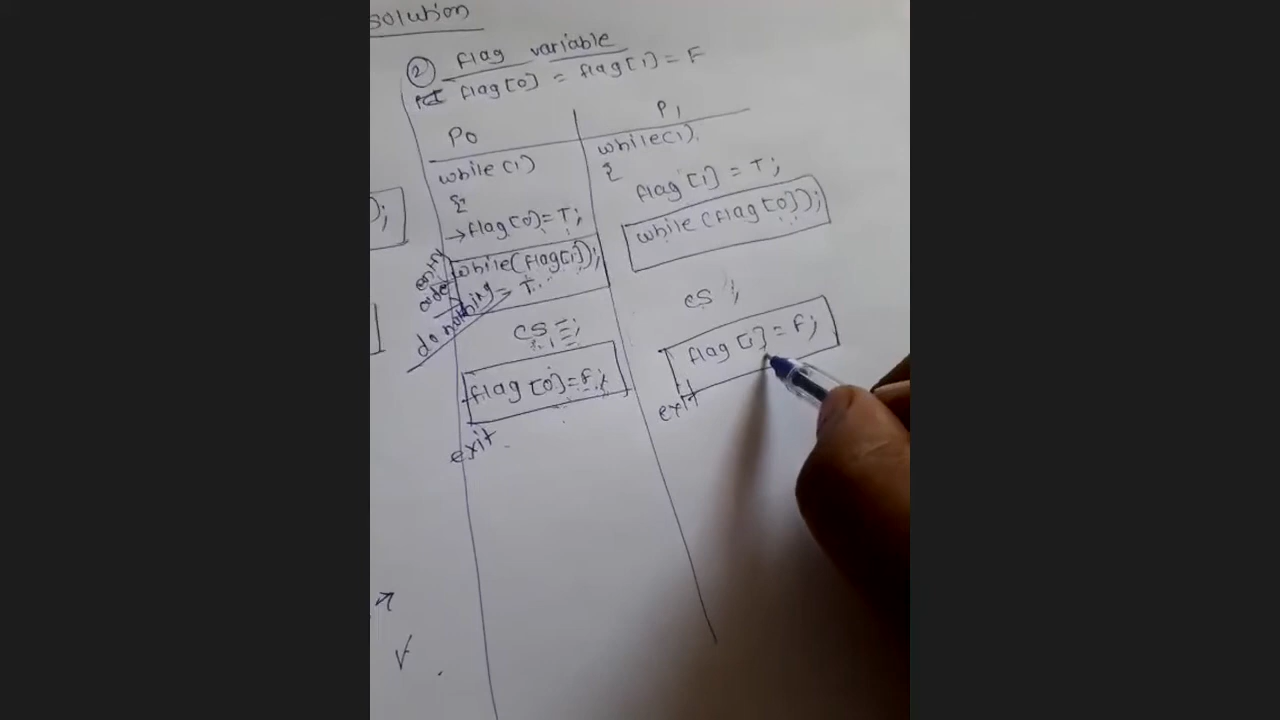 solution
② flag variable
flag[0] = flag[1] = F
P0
while(1)
{
→flag[0]=T;
while(flag[1]);
entry
code
do nothing = T
CS ;
flag[0]=F;
exit
P1
while(1)
{
flag[1] = T;
while(flag[0]);
CS ;
flag[1] = F;
exit
);